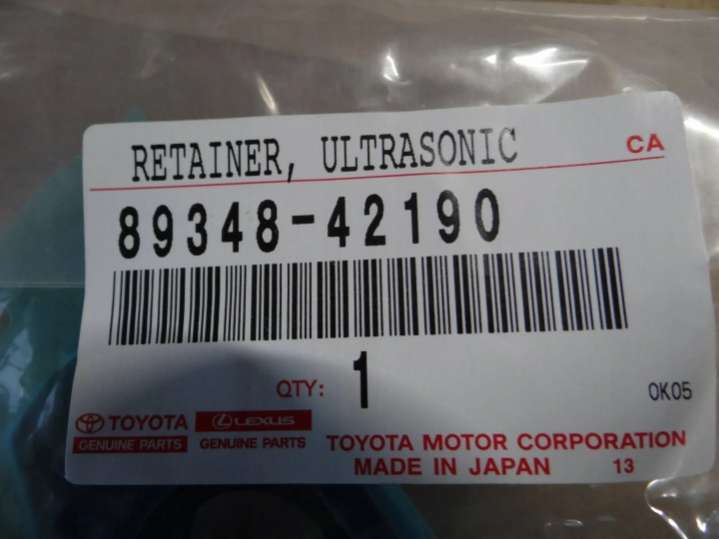 RETAINER, ULTRASONIC CA
89348-42190
QTY: 1
0K05
TOYOTA LEXUS
GENUINE PARTS GENUINE PARTS
TOYOTA MOTOR CORPORATION
MADE IN JAPAN 13